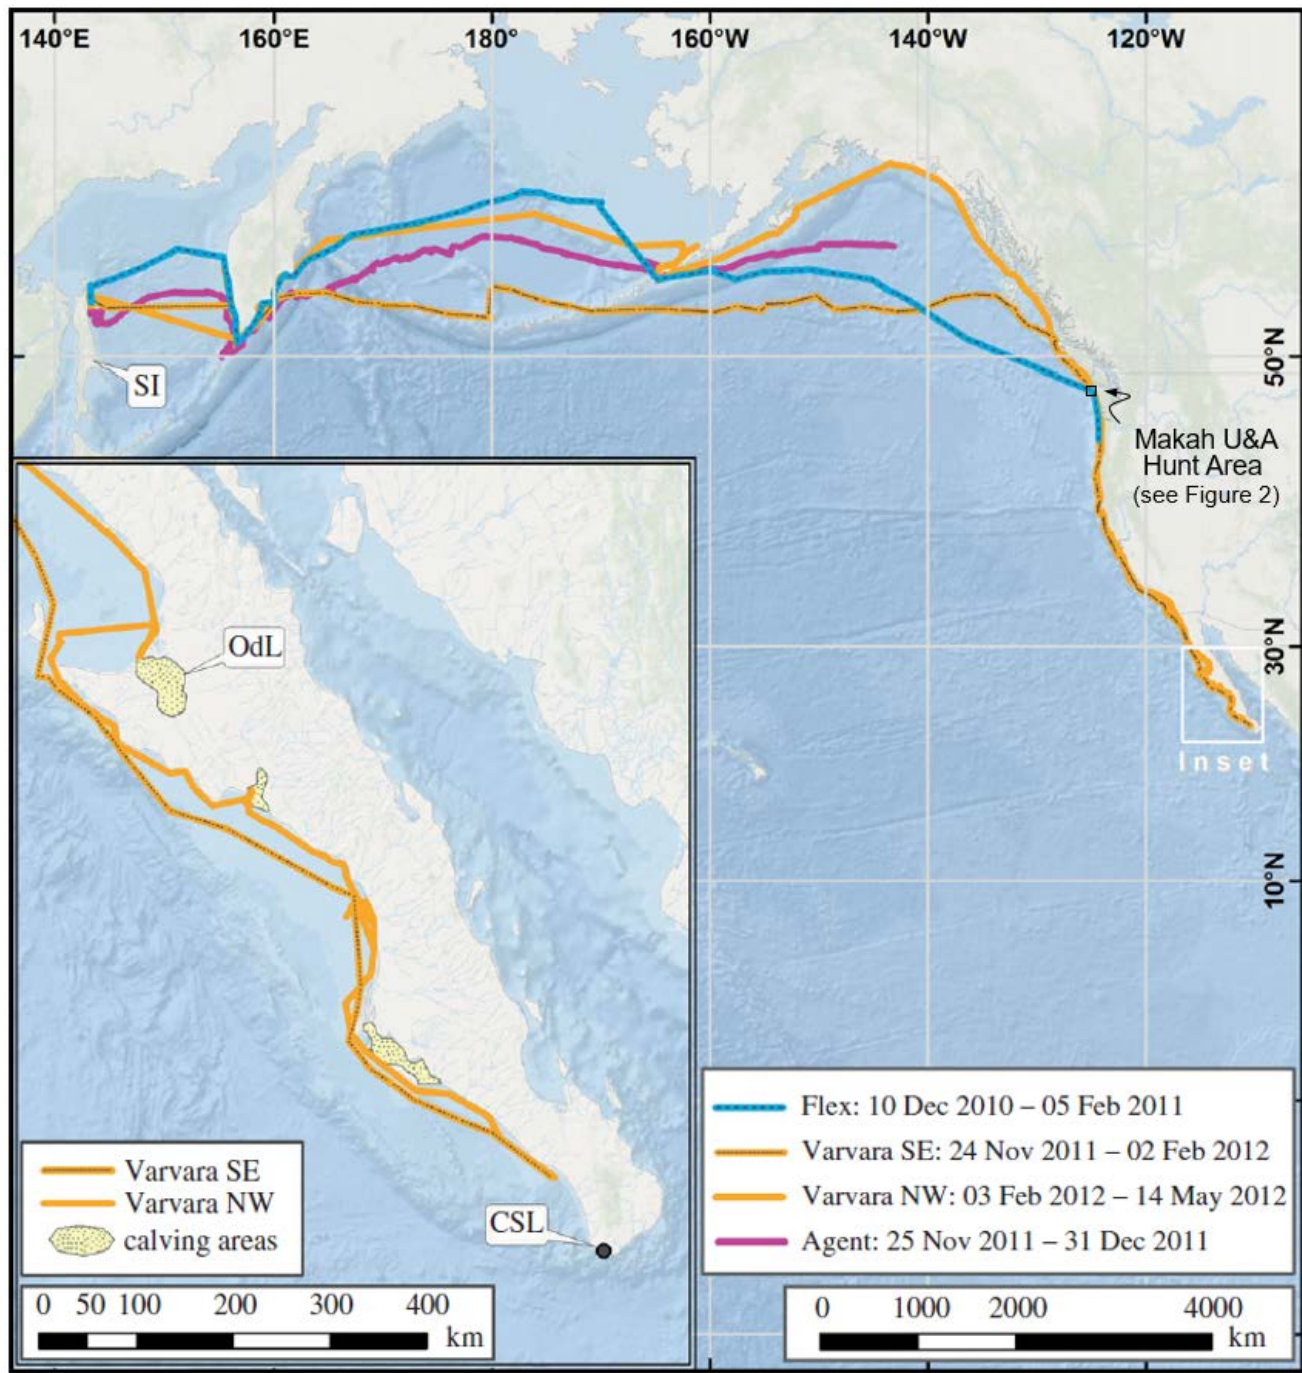 140°E
160°E
180°
160°W
140°W
120°W
50°N
SI
Makah U&A
Hunt Area
(see Figure 2)
30°N
OdL
Inset
10°N
CSL
Varvara SE
Varvara NW
calving areas
0 50 100 200 300 400
km
Flex: 10 Dec 2010 – 05 Feb 2011
Varvara SE: 24 Nov 2011 – 02 Feb 2012
Varvara NW: 03 Feb 2012 – 14 May 2012
Agent: 25 Nov 2011 – 31 Dec 2011
0 1000 2000 4000
km